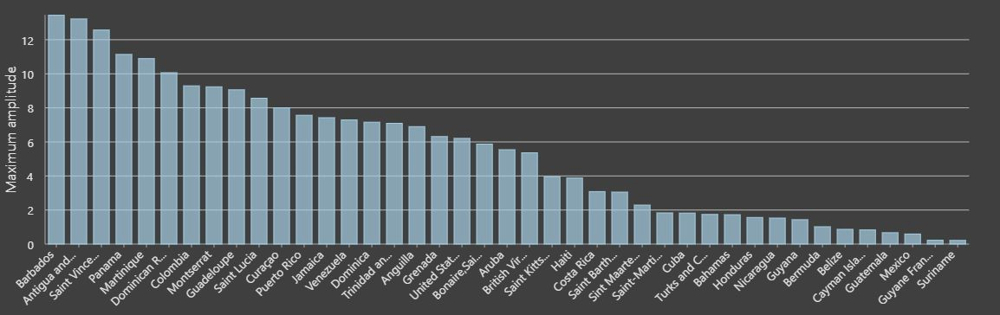 Maximum amplitude
12
10
8
6
4
2
0
Barbados
Antigua and...
Saint Vince...
Panama
Martinique
Dominican R...
Colombia
Montserrat
Guadeloupe
Saint Lucia
Curaçao
Puerto Rico
Jamaica
Venezuela
Dominica
Trinidad an...
Anguilla
Grenada
United Stat...
Bonaire,Sai...
Aruba
British Vir...
Saint Kitts...
Haiti
Costa Rica
Saint Barth...
Sint Maarte...
Saint-Marti...
Cuba
Turks and C...
Bahamas
Honduras
Nicaragua
Guyana
Bermuda
Belize
Cayman Isla...
Guatemala
Mexico
Guyane Fran...
Suriname